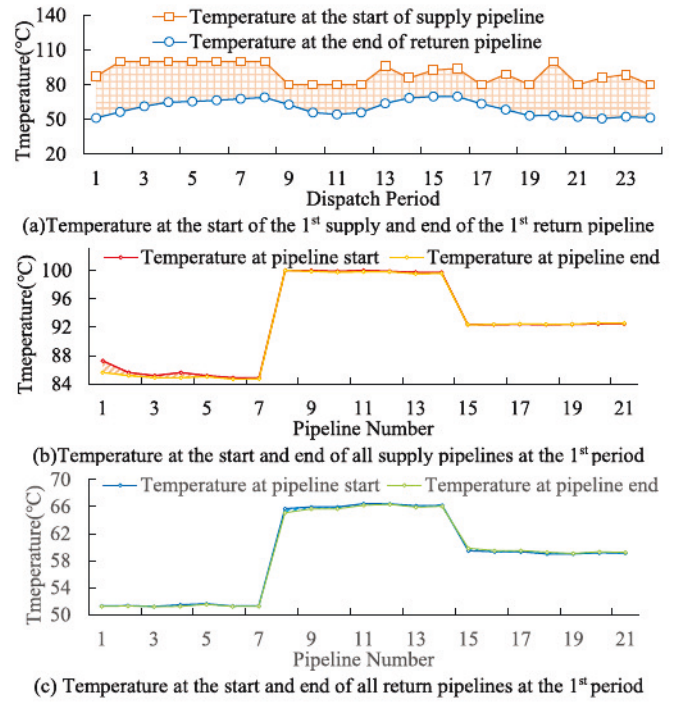 140
Temperature at the start of supply pipeline
110
Temperature at the end of returen pipeline
80
50
20
Tmeperature(℃)
1 3 5 7 9 11 13 15 17 19 21 23
Dispatch Period
(a)Temperature at the start of the 1st supply and end of the 1st return pipeline
Temperature at pipeline start Temperature at pipeline end
100
96
92
88
84
Tmeperature(℃)
1 3 5 7 9 11 13 15 17 19 21
Pipeline Number
(b)Temperature at the start and end of all supply pipelines at the 1st period
70
Temperature at pipeline start Temperature at pipeline end
66
62
58
54
50
Tmeperature(℃)
1 3 5 7 9 11 13 15 17 19 21
Pipeline Number
(c) Temperature at the start and end of all return pipelines at the 1st period